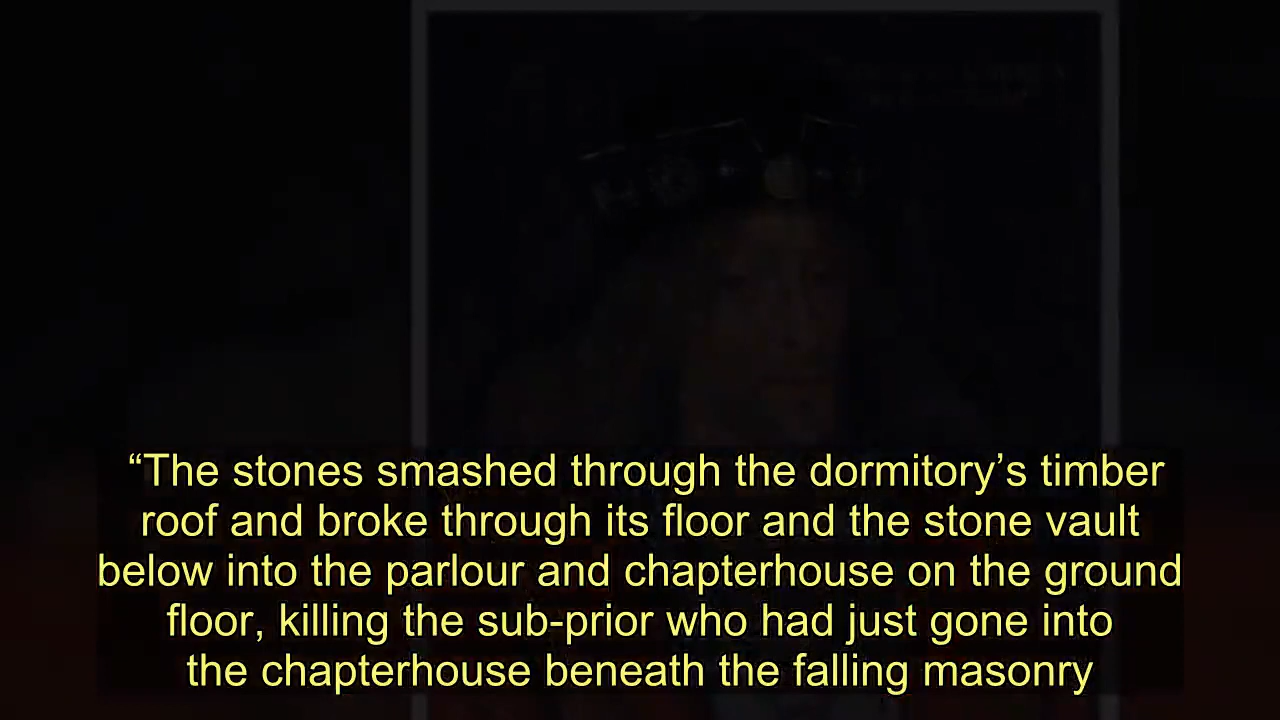 “The stones smashed through the dormitory’s timber
roof and broke through its floor and the stone vault
below into the parlour and chapterhouse on the ground
floor, killing the sub-prior who had just gone into
the chapterhouse beneath the falling masonry